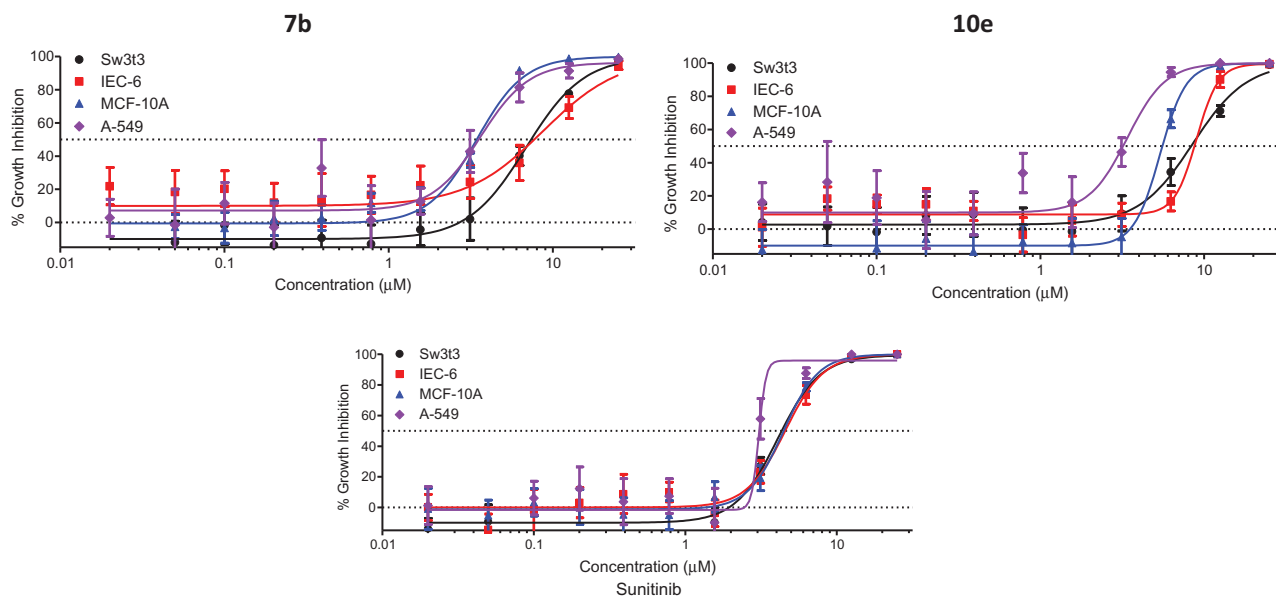 7b
Sw3t3
IEC-6
MCF-10A
A-549
100
80
60
40
20
0
% Growth Inhibition
0.01
0.1
1
10
Concentration (μM)
10e
Sw3t3
IEC-6
MCF-10A
A-549
100
80
60
40
20
0
% Growth Inhibition
0.01
0.1
1
10
Concentration (μM)
Sw3t3
IEC-6
MCF-10A
A-549
100
80
60
40
20
0
% Growth Inhibition
0.01
0.1
1
10
Concentration (μM)
Sunitinib